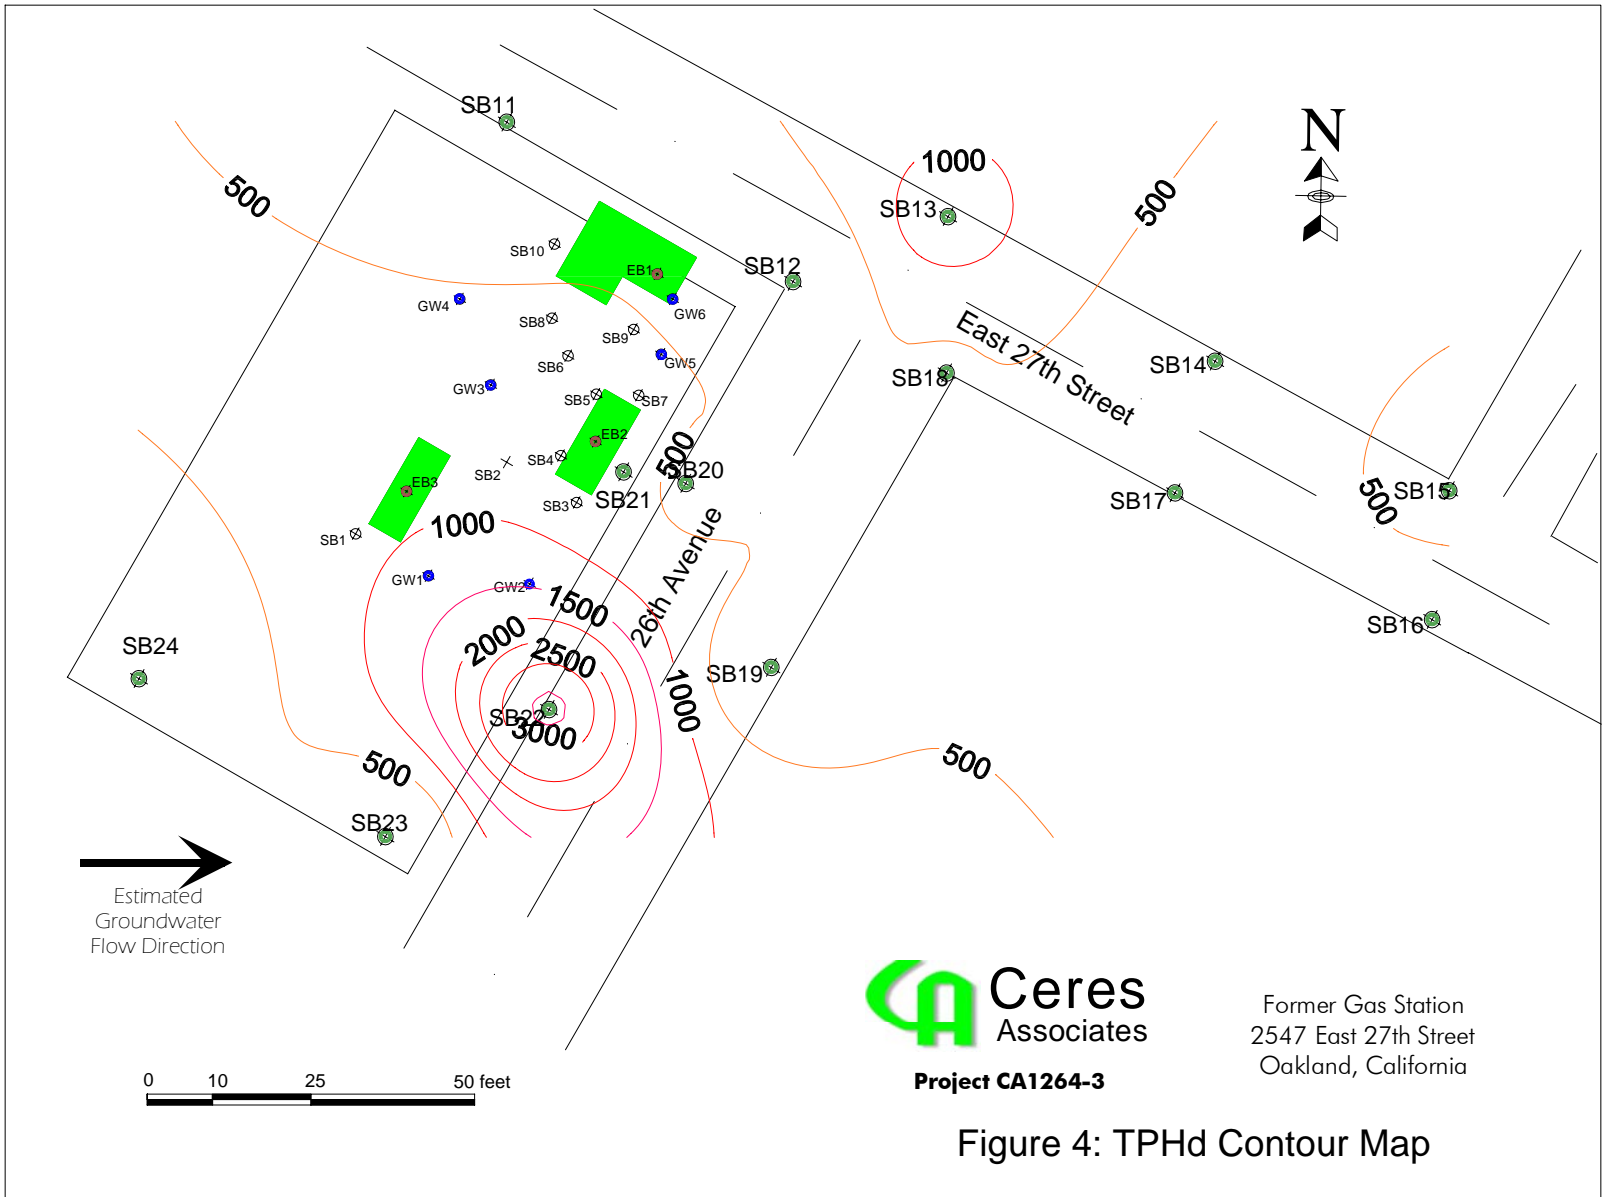 SB11
N
1000
500
500
SB13
SB10
EB1
SB12
GW4
GW6
SB8
SB9
East 27th Street
SB6
GW5
SB14
GW3
SB18
SB5
SB7
EB2
500
SB4
SB20
SB2
EB3
SB21
SB3
500
SB15
SB17
1000
SB1
26th Avenue
GW1
GW2
1500
SB16
2000
2500
SB24
SB19
1000
SB22
3000
500
500
SB23
Estimated
Groundwater
Flow Direction
Ceres
Associates
Project CA1264-3
Former Gas Station
2547 East 27th Street
Oakland, California
0 10 25 50 feet
Figure 4: TPHd Contour Map